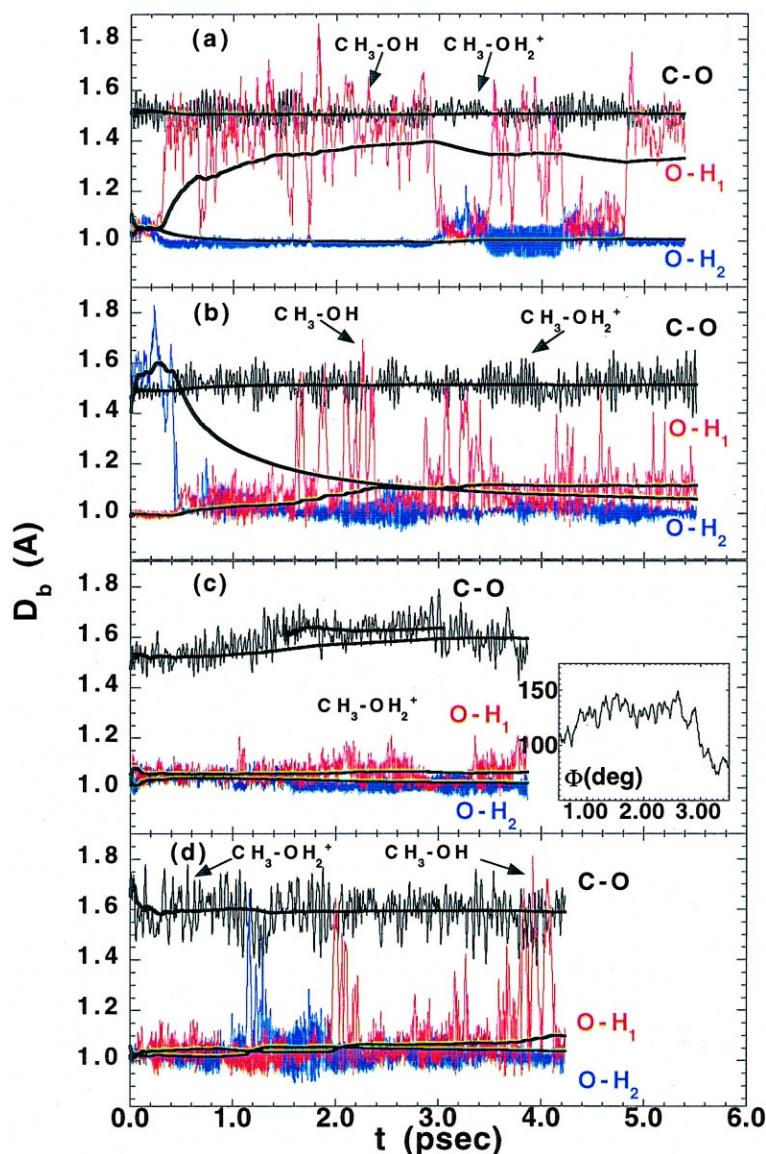 (a)
CH₃-OH
CH₃-OH₂⁺
C-O
1.8
1.6
1.4
1.2
1.0
O-H₁
O-H₂
(b)
CH₃-OH
CH₃-OH₂⁺
C-O
1.8
1.6
1.4
1.2
1.0
O-H₁
O-H₂
D_b (A)
(c)
C-O
1.8
1.6
1.4
1.2
1.0
CH₃-OH₂⁺
O-H₁
O-H₂
150
100
Φ(deg)
1.00 2.00 3.00
(d)
CH₃-OH₂⁺
CH₃-OH
C-O
1.8
1.6
1.4
1.2
1.0
O-H₁
O-H₂
0.0 1.0 2.0 3.0 4.0 5.0 6.0
t (psec)